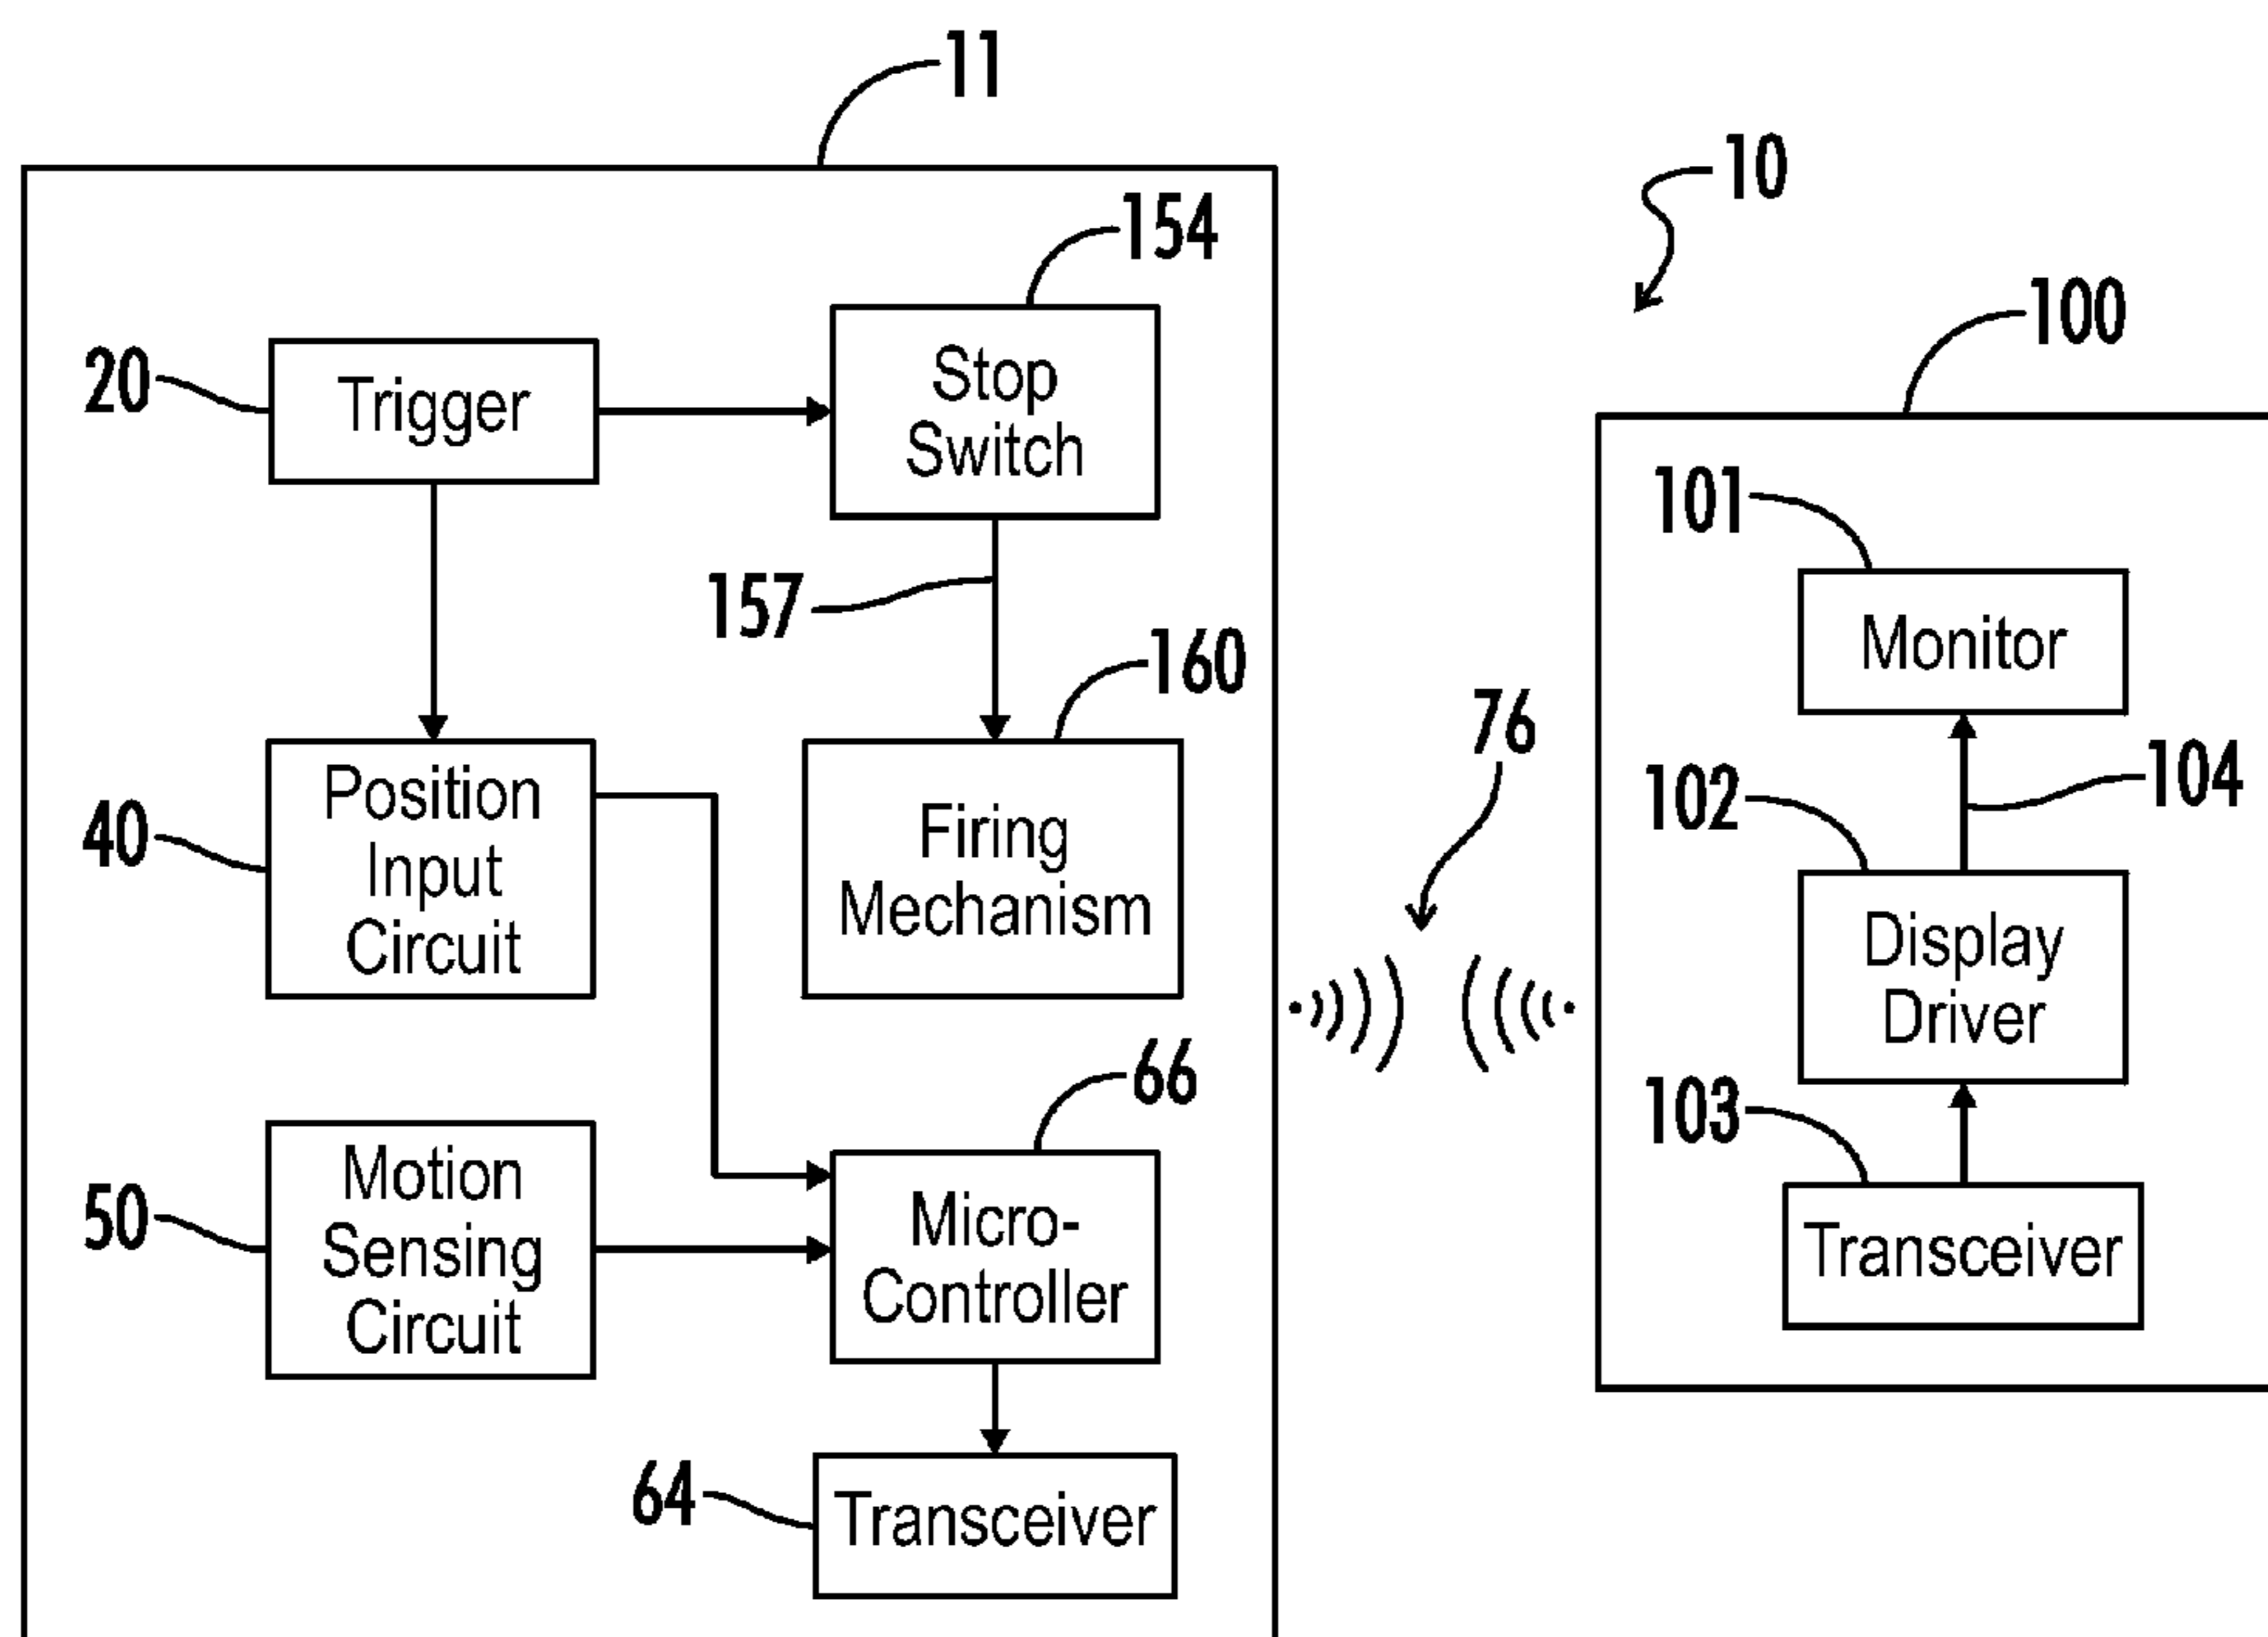 11
10
154
100
20
Trigger
Stop
Switch
101
157
Monitor
160
76
104
102
Position
Input
Circuit
40
Firing
Mechanism
Display
Driver
66
103
50
Motion
Sensing
Circuit
Micro-
Controller
Transceiver
64
Transceiver